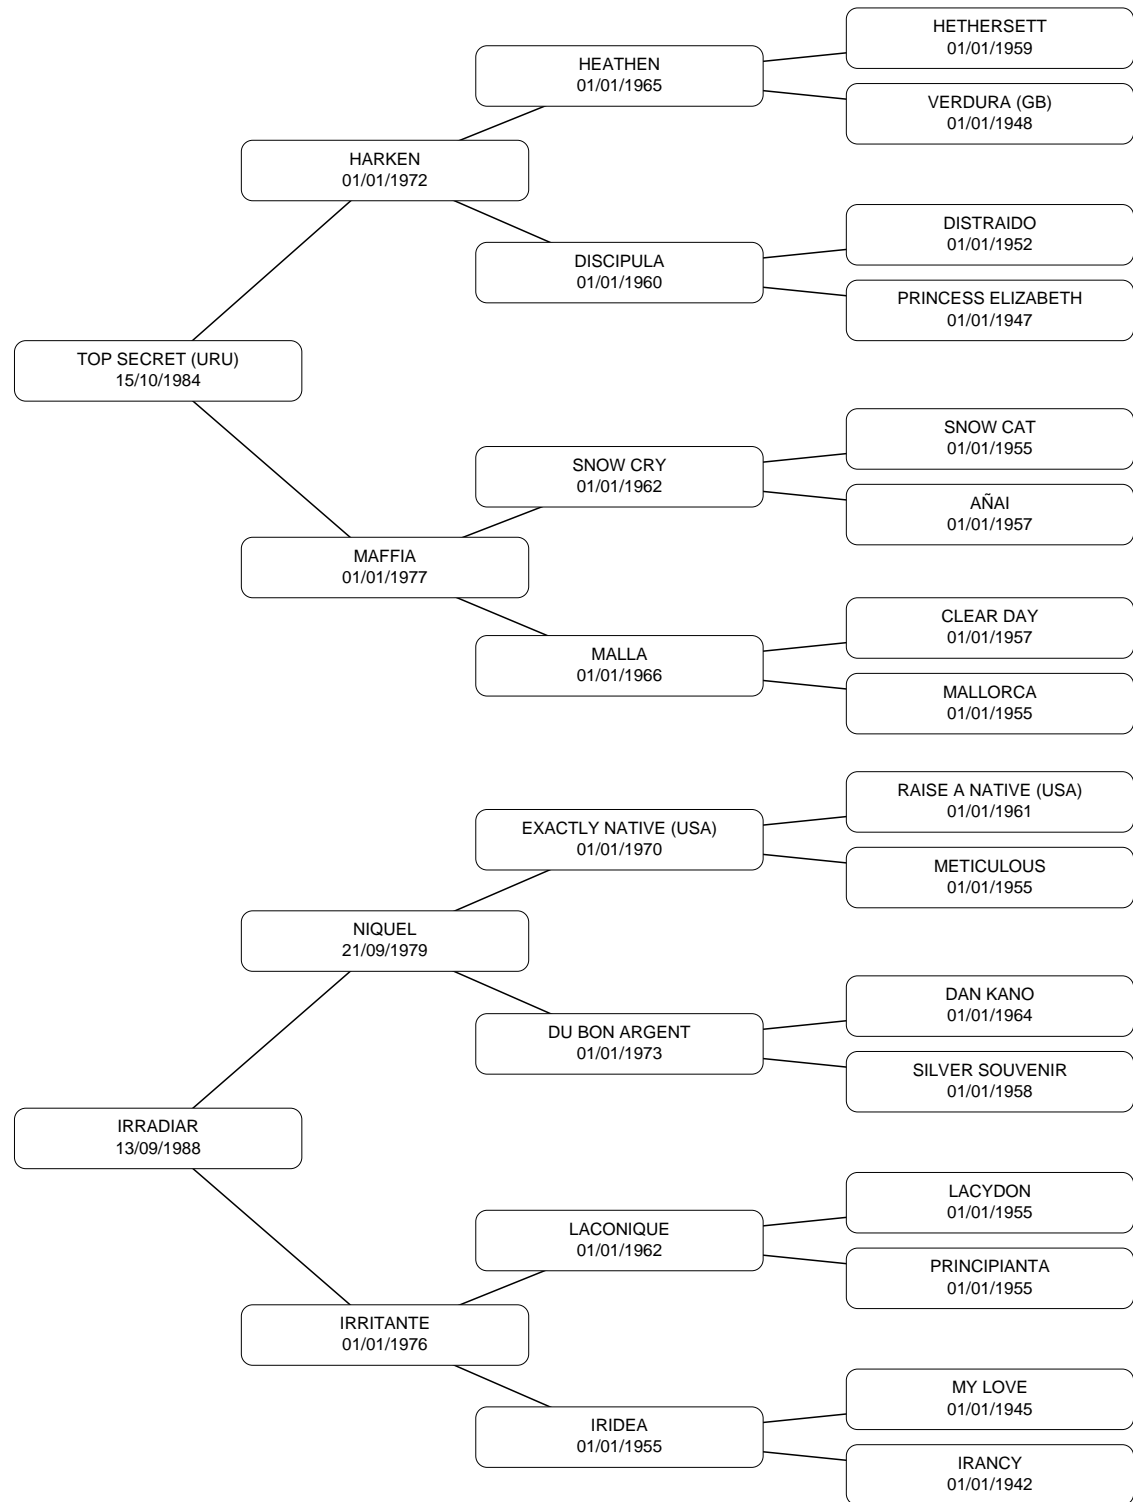 HETHERSETT
01/01/1959
HEATHEN
01/01/1965
VERDURA (GB)
01/01/1948
HARKEN
01/01/1972
DISTRAIDO
01/01/1952
DISCIPULA
01/01/1960
PRINCESS ELIZABETH
01/01/1947
TOP SECRET (URU)
15/10/1984
SNOW CAT
01/01/1955
SNOW CRY
01/01/1962
AÑAI
01/01/1957
MAFFIA
01/01/1977
CLEAR DAY
01/01/1957
MALLA
01/01/1966
MALLORCA
01/01/1955
RAISE A NATIVE (USA)
01/01/1961
EXACTLY NATIVE (USA)
01/01/1970
METICULOUS
01/01/1955
NIQUEL
21/09/1979
DAN KANO
01/01/1964
DU BON ARGENT
01/01/1973
SILVER SOUVENIR
01/01/1958
IRRADIAR
13/09/1988
LACYDON
01/01/1955
LACONIQUE
01/01/1962
PRINCIPIANTA
01/01/1955
IRRITANTE
01/01/1976
MY LOVE
01/01/1945
IRIDEA
01/01/1955
IRANCY
01/01/1942